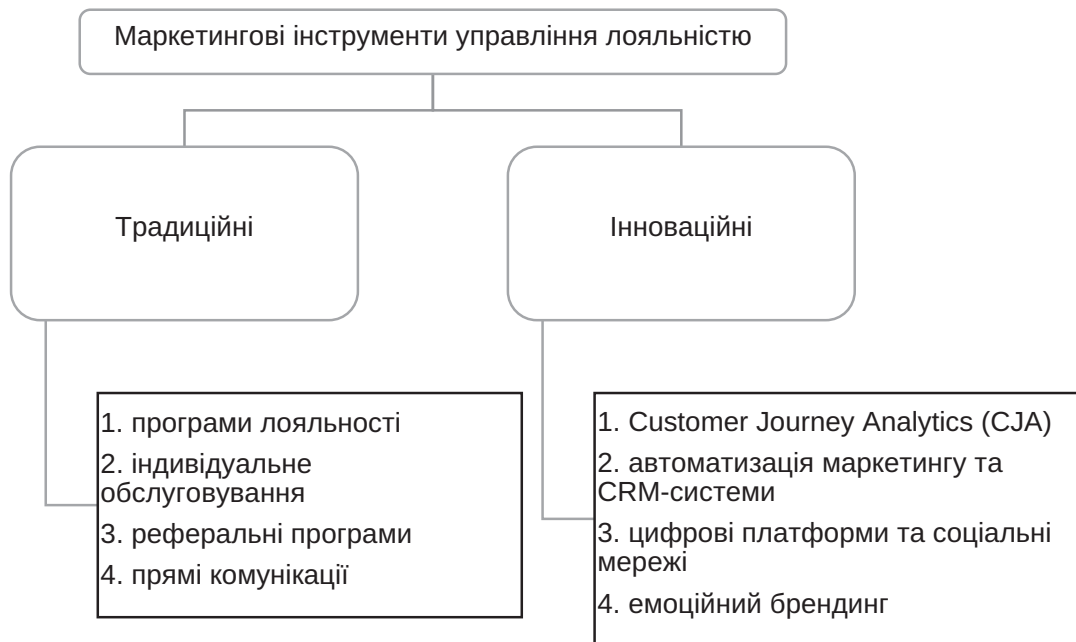 Маркетингові інструменти управління лояльністю
Традиційні
Інноваційні
1. програми лояльності
2. індивідуальне
обслуговування
3. реферальні програми
4. прямі комунікації
1. Customer Journey Analytics (CJA)
2. автоматизація маркетингу та
CRM-системи
3. цифрові платформи та соціальні
мережі
4. емоційний брендинг